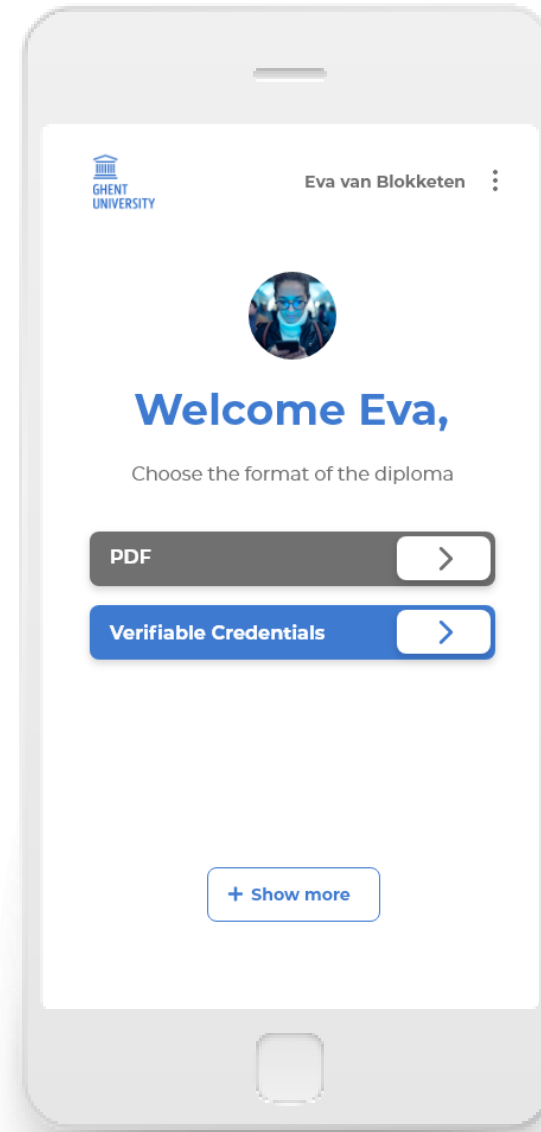 GHENT
UNIVERSITY
Eva van Blokketen
Welcome Eva,
Choose the format of the diploma
PDF
Verifiable Credentials
+ Show more